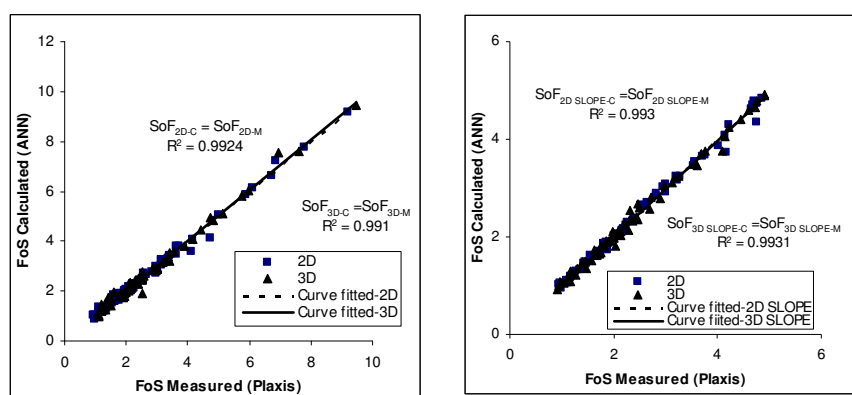 FoS Calculated (ANN)
12
10
8
6
4
2
0
SoF2D-C = SoF2D-M
R² = 0.9924
SoF3D-C =SoF3D-M
R² = 0.991
2D
3D
Curve fitted-2D
Curve fitted-3D
0 2 4 6 8 10
FoS Measured (Plaxis)
FoS Calculated (ANN)
6
4
2
0
SoF2D SLOPE-C =SoF2D SLOPE-M
R² = 0.993
SoF3D SLOPE-C =SoF3D SLOPE-M
R² = 0.9931
2D
3D
Curve fitted-2D SLOPE
Curve fiited-3D SLOPE
0 2 4 6
FoS Measured (Plaxis)